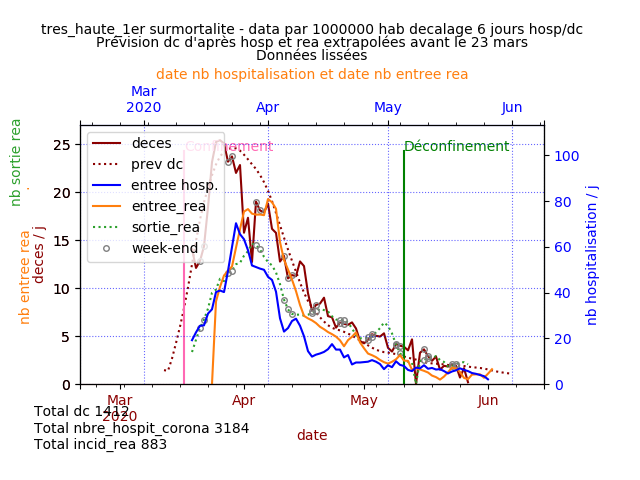 tres_haute_1er surmortalite - data par 1000000 hab decalage 6 jours hosp/dc
Prévision dc d'après hosp et rea extrapolées avant le 23 mars
Données lissées
date nb hospitalisation et date nb entree rea
Mar
2020
Apr
May
Jun
nb sortie rea
nb entree rea
deces / j
nb hospitalisation / j
25
20
15
10
5
0
100
80
60
40
20
0
Confinement
Déconfinement
deces
prev dc
entree hosp.
entree_rea
sortie_rea
week-end
Mar
2020
Apr
May
Jun
date
Total dc 1412
Total nbre_hospit_corona 3184
Total incid_rea 883